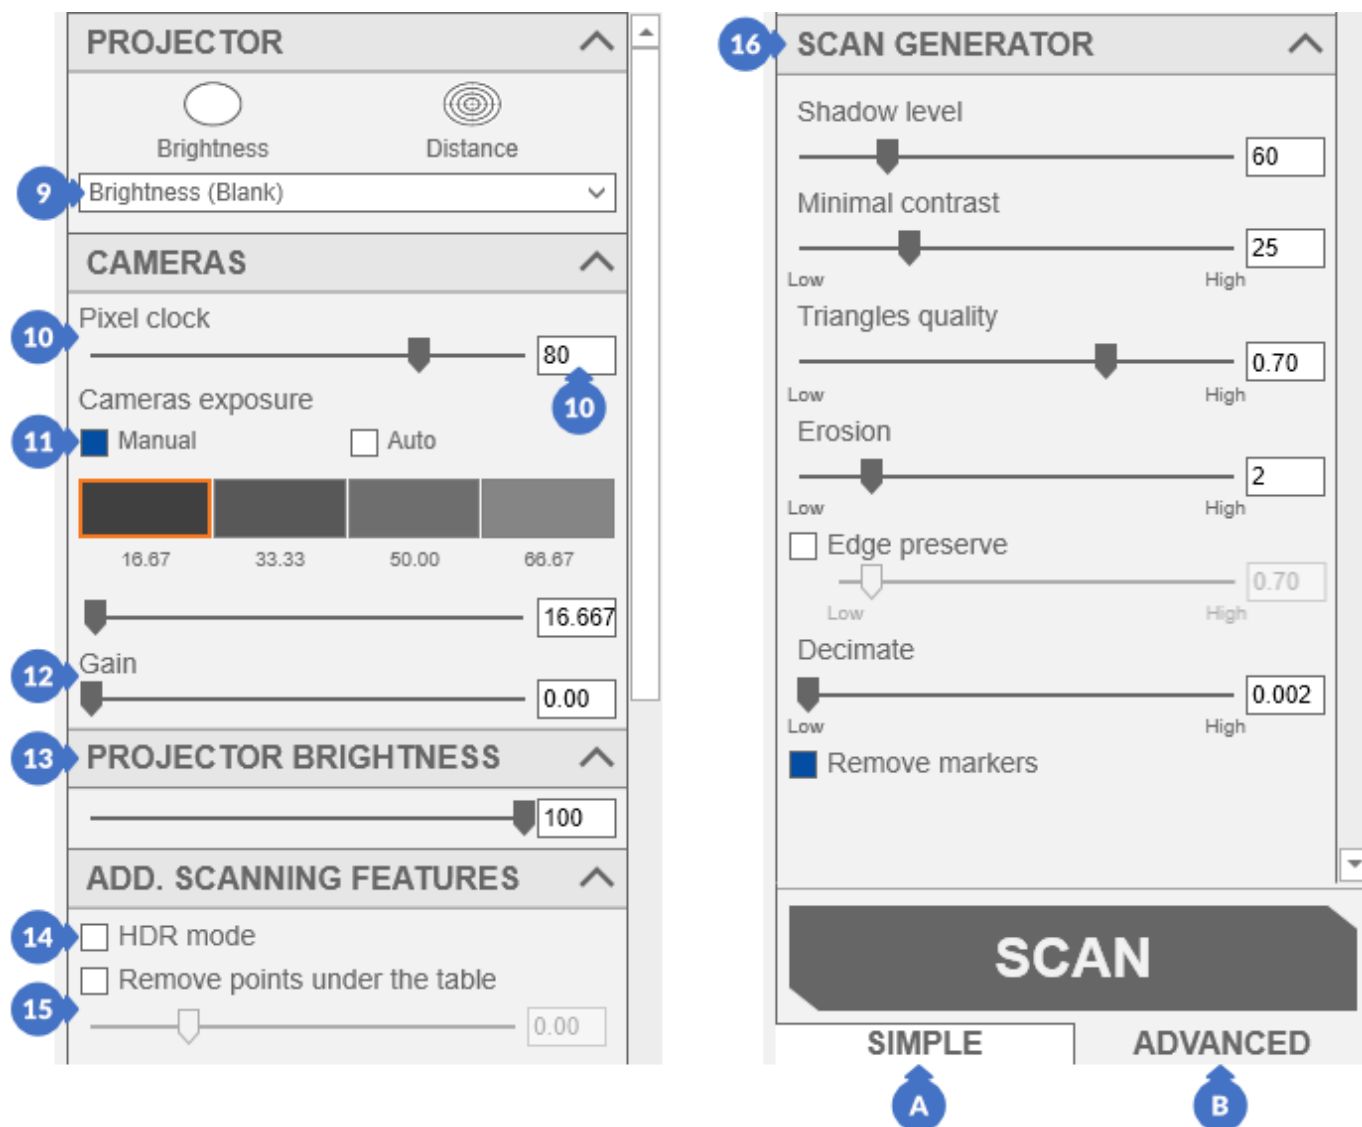 PROJECTOR
Brightness Distance
9 Brightness (Blank)
CAMERAS
10 Pixel clock
80
10
Cameras exposure
11 Manual Auto
16.67 33.33 50.00 66.67
16.667
12 Gain
0.00
13 PROJECTOR BRIGHTNESS
100
ADD. SCANNING FEATURES
14 HDR mode
Remove points under the table
15 0.00
16 SCAN GENERATOR
Shadow level
60
Minimal contrast
25
Low High
Triangles quality
0.70
Low High
Erosion
2
Low High
Edge preserve
0.70
Low High
Decimate
0.002
Low High
Remove markers
SCAN
SIMPLE ADVANCED
A B